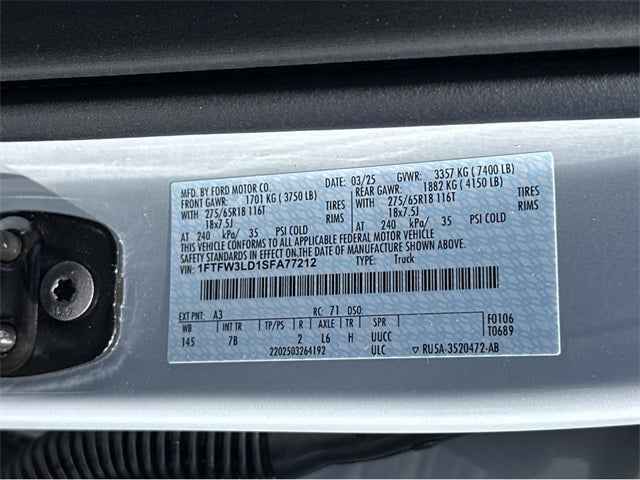 MFD. BY FORD MOTOR CO.
DATE: 03/25 GVWR: 3357 KG ( 7400 LB)
FRONT GAWR: 1701 KG ( 3750 LB) REAR GAWR: 1882 KG ( 4150 LB)
WITH 275/65R18 116T TIRES WITH 275/65R18 116T TIRES
18x7.5J RIMS 18x7.5J RIMS
AT 240 kPa/ 35 PSI COLD AT 240 kPa/ 35 PSI COLD
THIS VEHICLE CONFORMS TO ALL APPLICABLE FEDERAL MOTOR VEHICLE
SAFETY STANDARDS IN EFFECT ON THE DATE OF MANUFACTURE SHOWN ABOVE.
VIN: 1FTFW3LD1SFA77212 TYPE: Truck
EXT PNT: A3 RC: 71 DSO: F0106
WB INT TR TP/PS R AXLE TR SPR T0689
145 7B 2 L6 H UUCC
2202503264192 ULC ▽ RU5A-3520472-AB